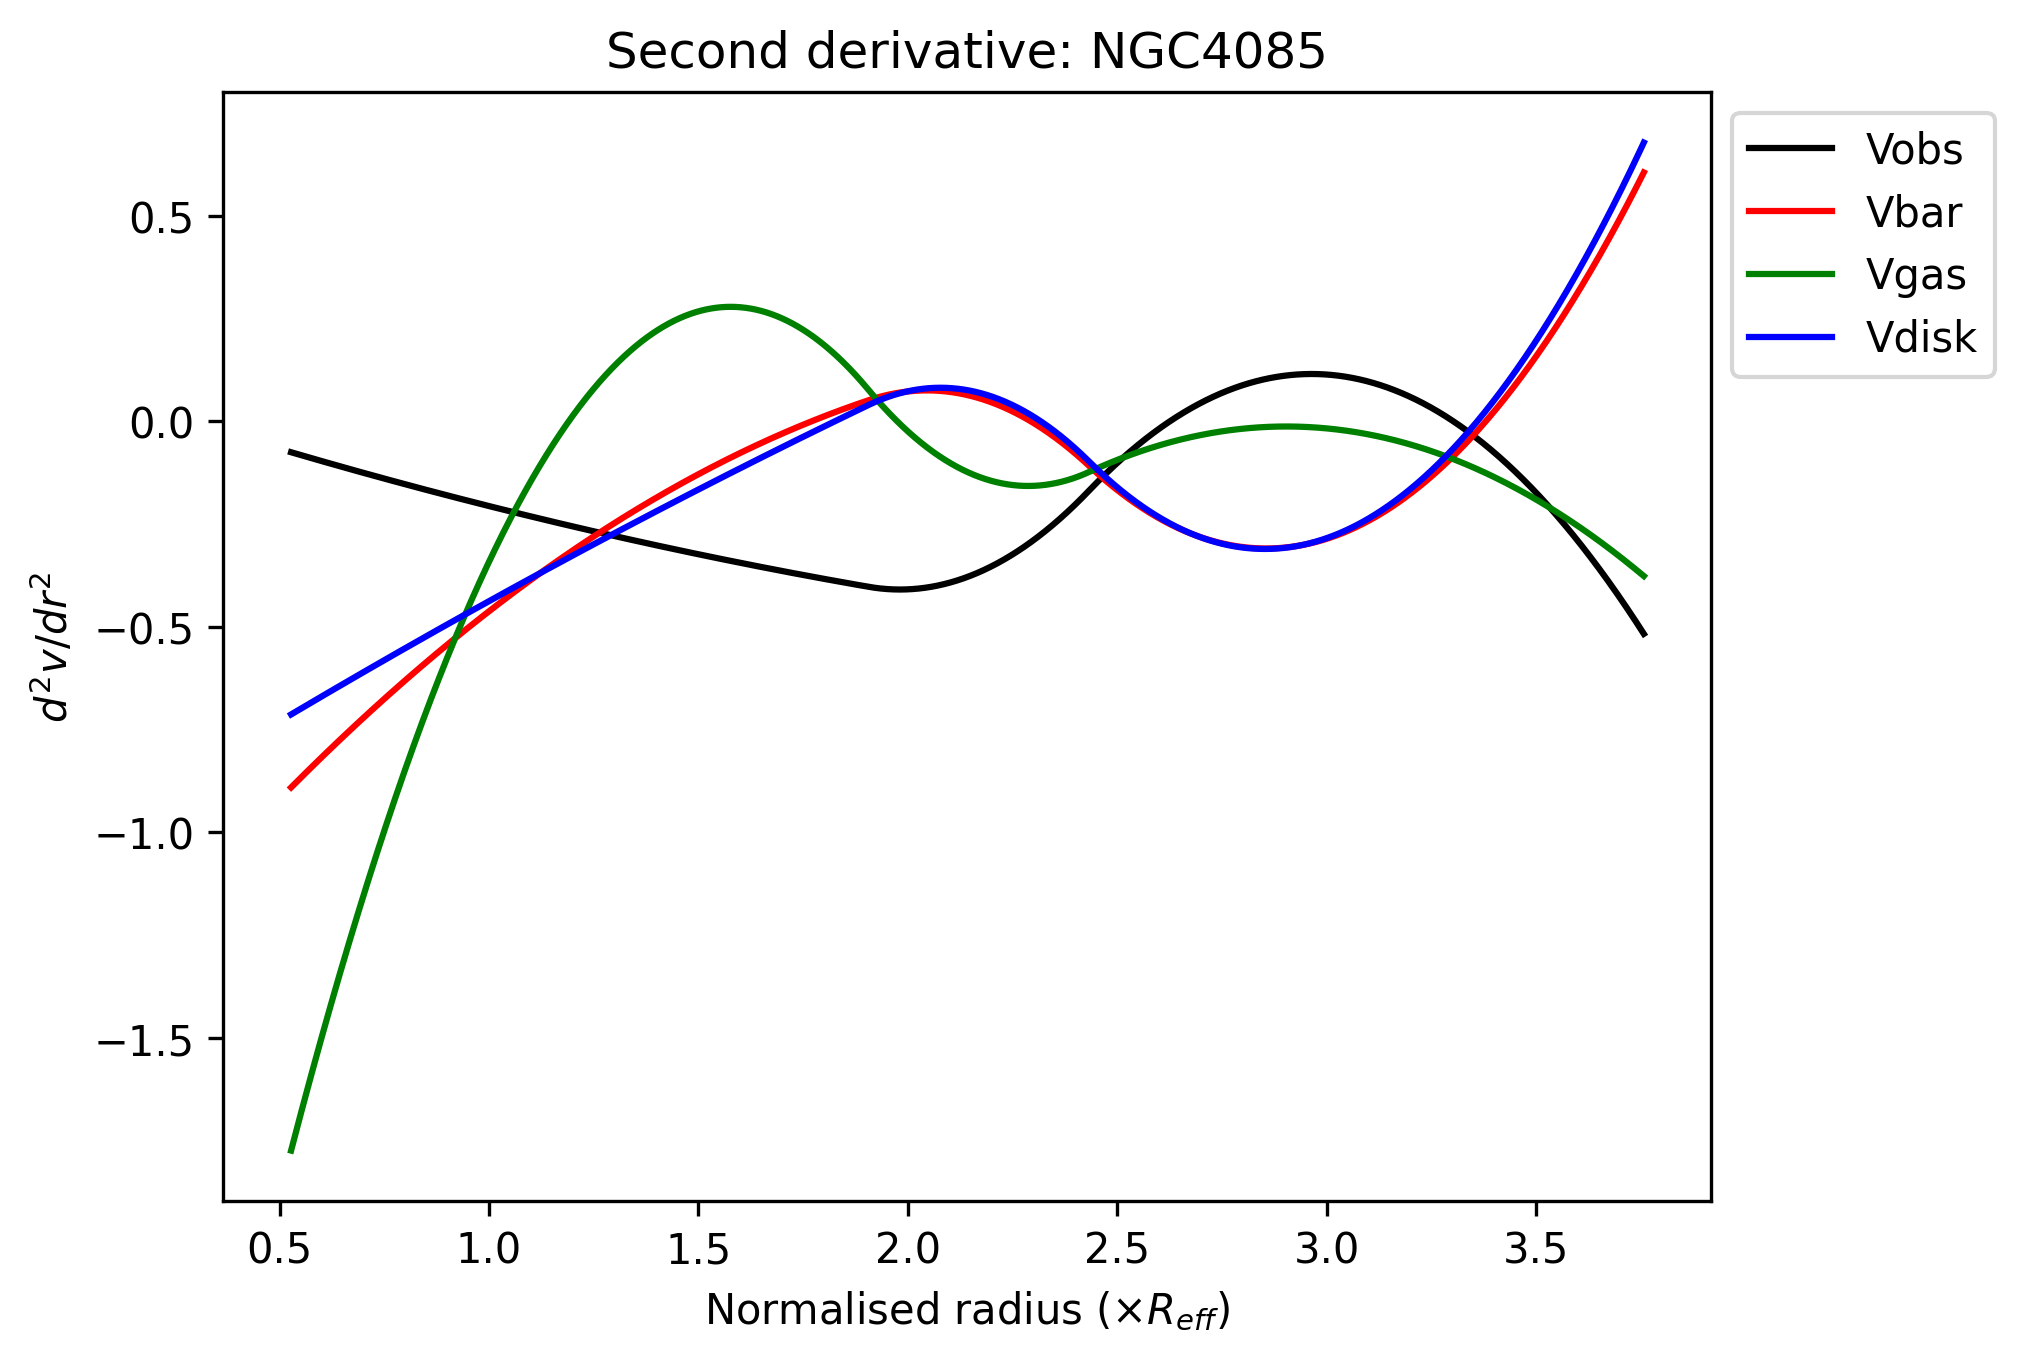 Second derivative: NGC4085
Vobs
Vbar
Vgas
Vdisk
0.5
0.0
−0.5
−1.0
−1.5
d²v/dr²
0.5 1.0 1.5 2.0 2.5 3.0 3.5
Normalised radius (×R_eff)